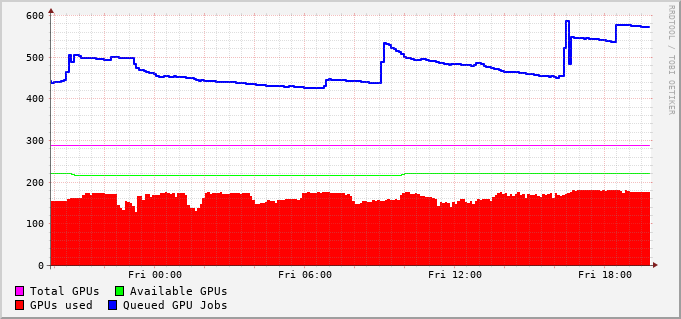 600
500
400
300
200
100
0
Fri 00:00 Fri 06:00 Fri 12:00 Fri 18:00
Total GPUs Available GPUs
GPUs used Queued GPU Jobs
RRDTOOL / TOBI OETIKER